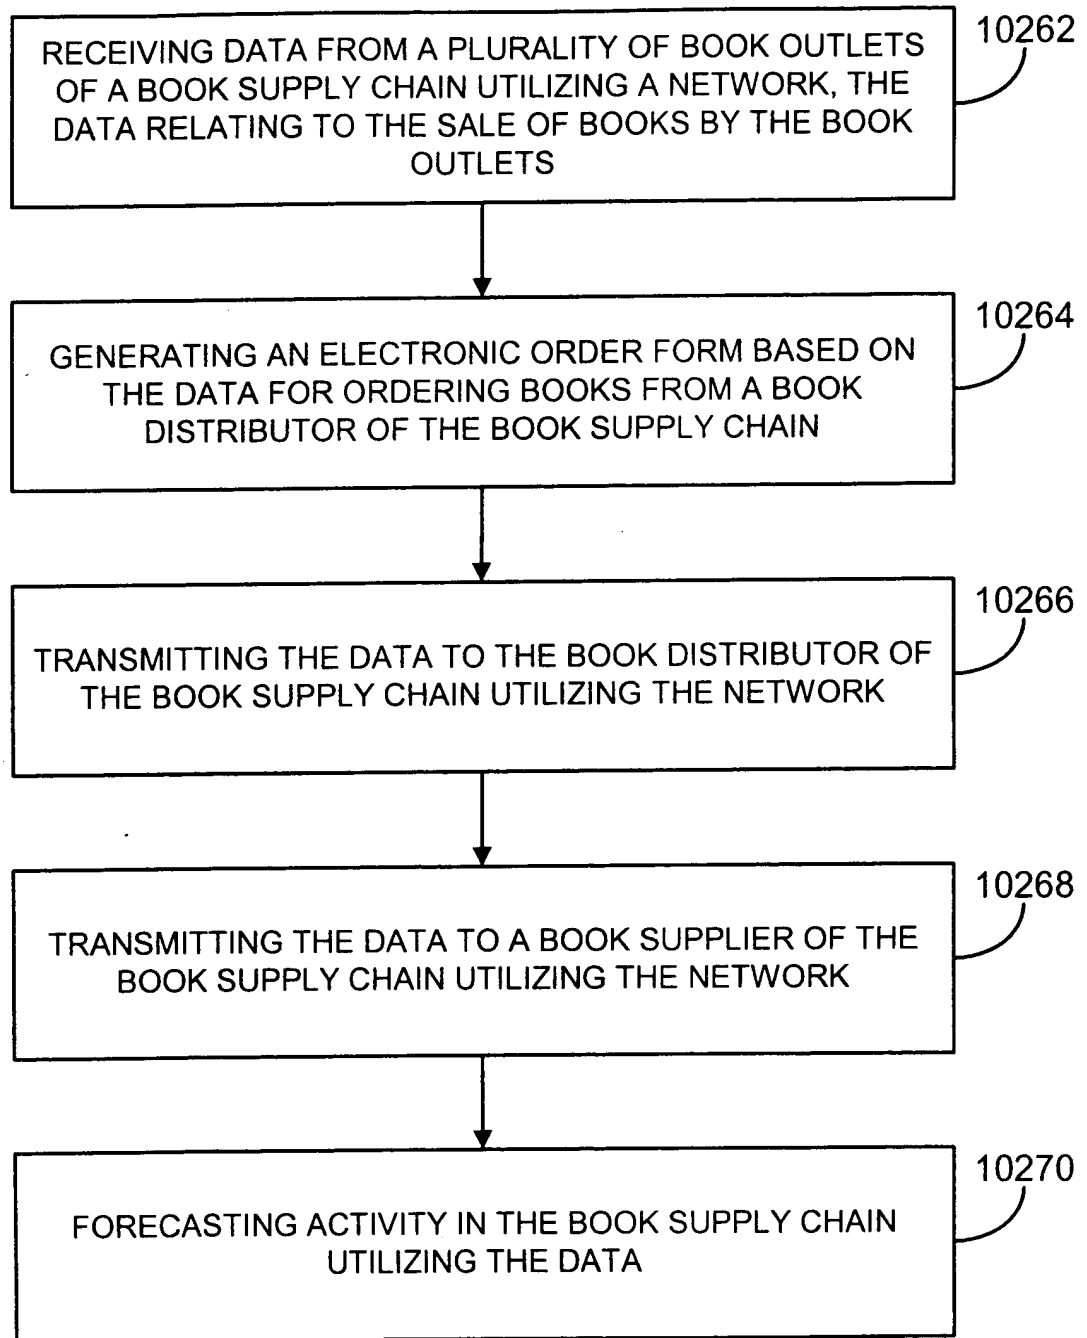 10262
RECEIVING DATA FROM A PLURALITY OF BOOK OUTLETS
OF A BOOK SUPPLY CHAIN UTILIZING A NETWORK, THE
DATA RELATING TO THE SALE OF BOOKS BY THE BOOK
OUTLETS
10264
GENERATING AN ELECTRONIC ORDER FORM BASED ON
THE DATA FOR ORDERING BOOKS FROM A BOOK
DISTRIBUTOR OF THE BOOK SUPPLY CHAIN
10266
TRANSMITTING THE DATA TO THE BOOK DISTRIBUTOR OF
THE BOOK SUPPLY CHAIN UTILIZING THE NETWORK
10268
TRANSMITTING THE DATA TO A BOOK SUPPLIER OF THE
BOOK SUPPLY CHAIN UTILIZING THE NETWORK
10270
FORECASTING ACTIVITY IN THE BOOK SUPPLY CHAIN
UTILIZING THE DATA